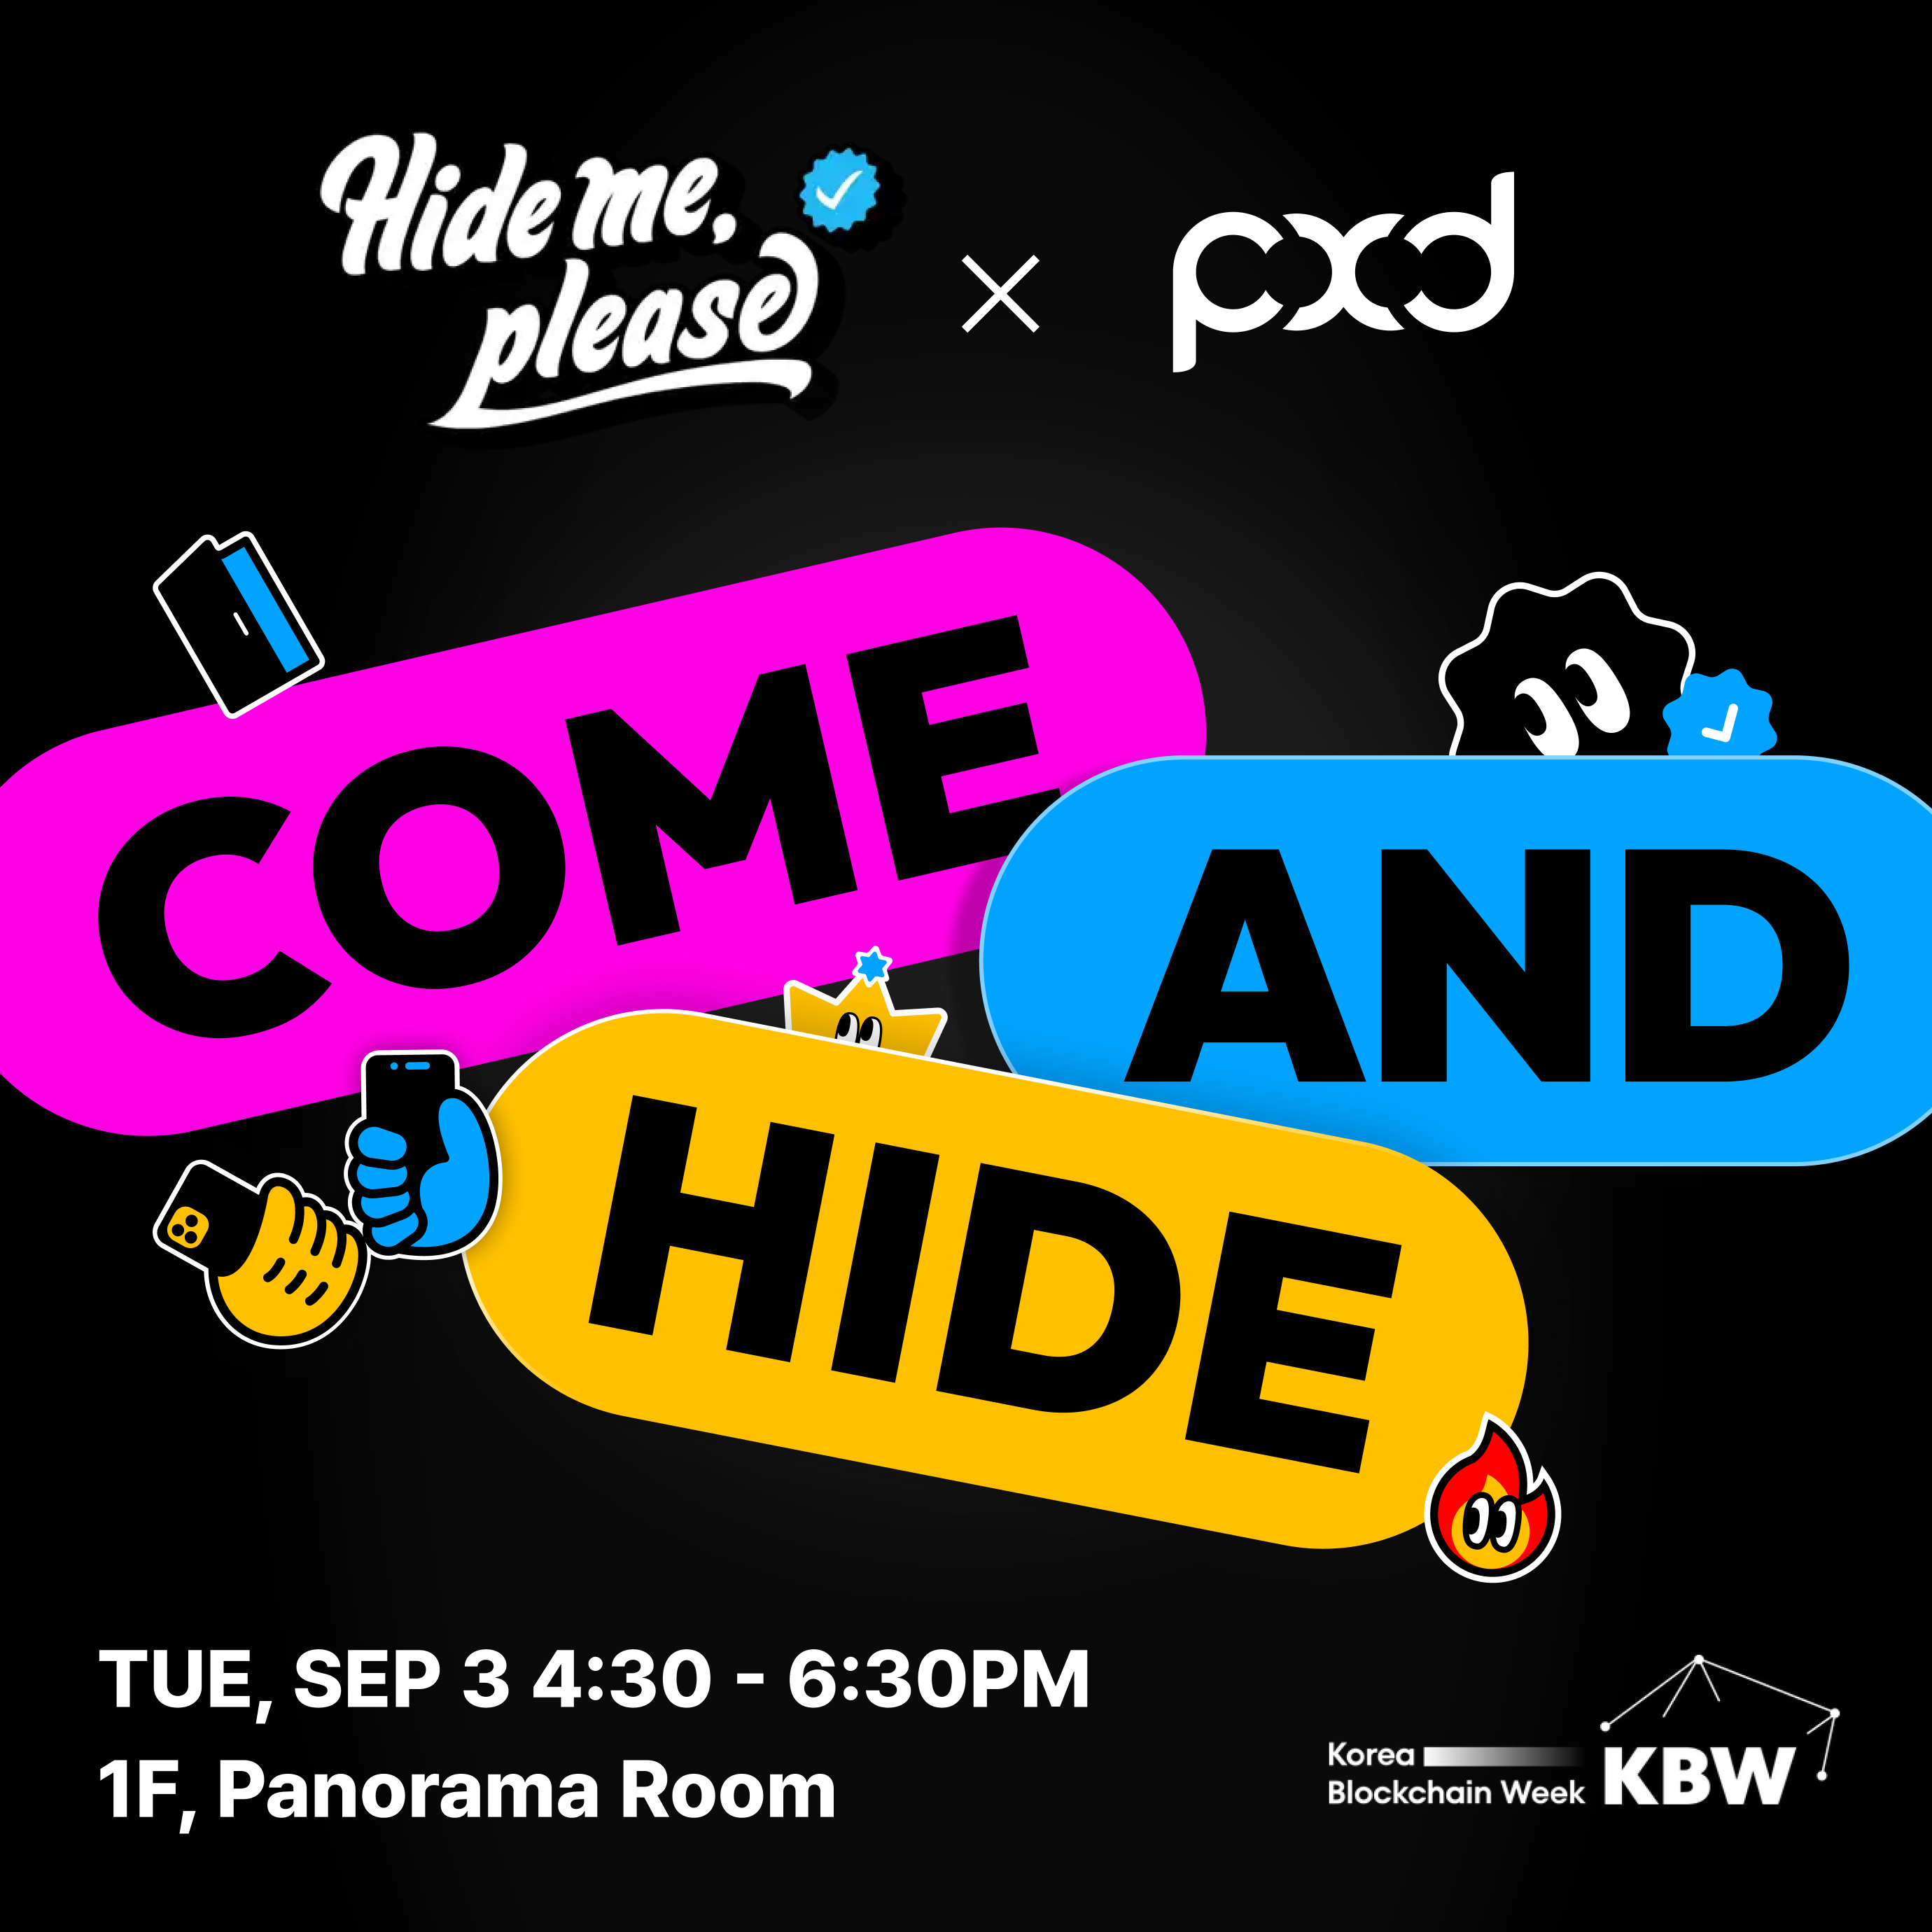 Hide me,
please
× pxd
COME
AND
HIDE
TUE, SEP 3 4:30 - 6:30PM
1F, Panorama Room
Korea
Blockchain Week KBW